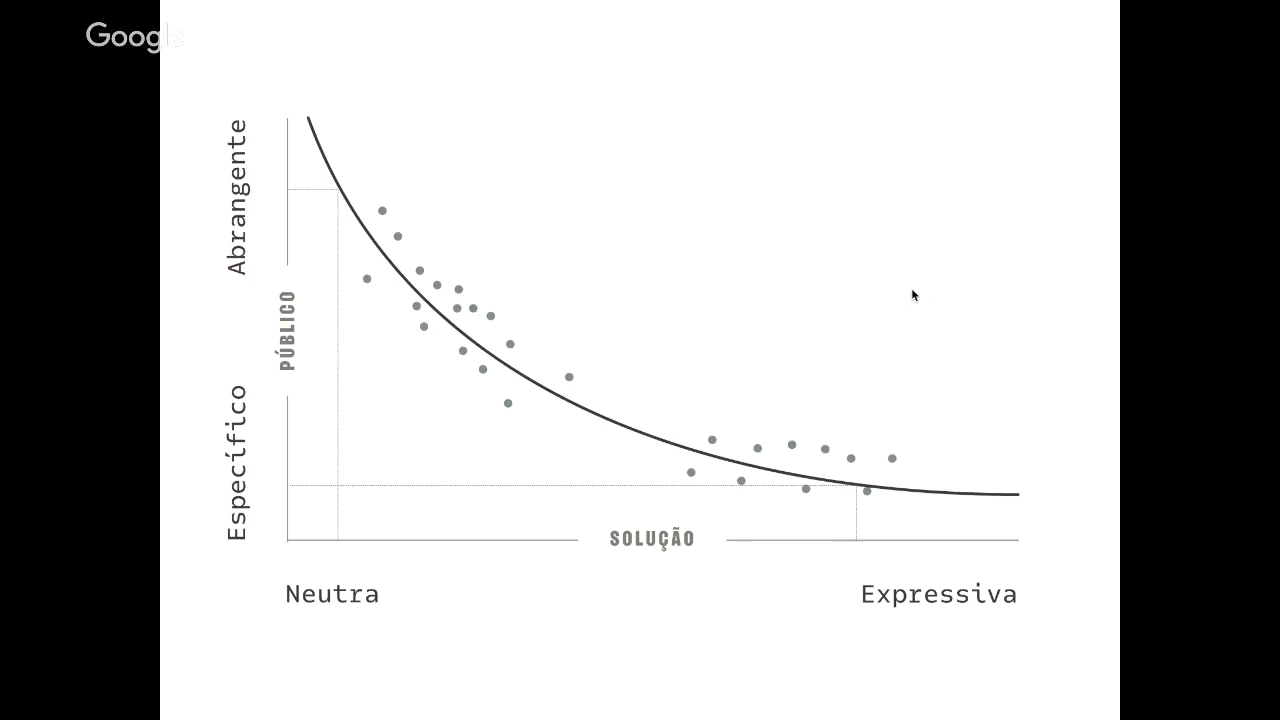 Google
Abrangente
PÚBLICO
Específico
SOLUÇÃO
Neutra
Expressiva